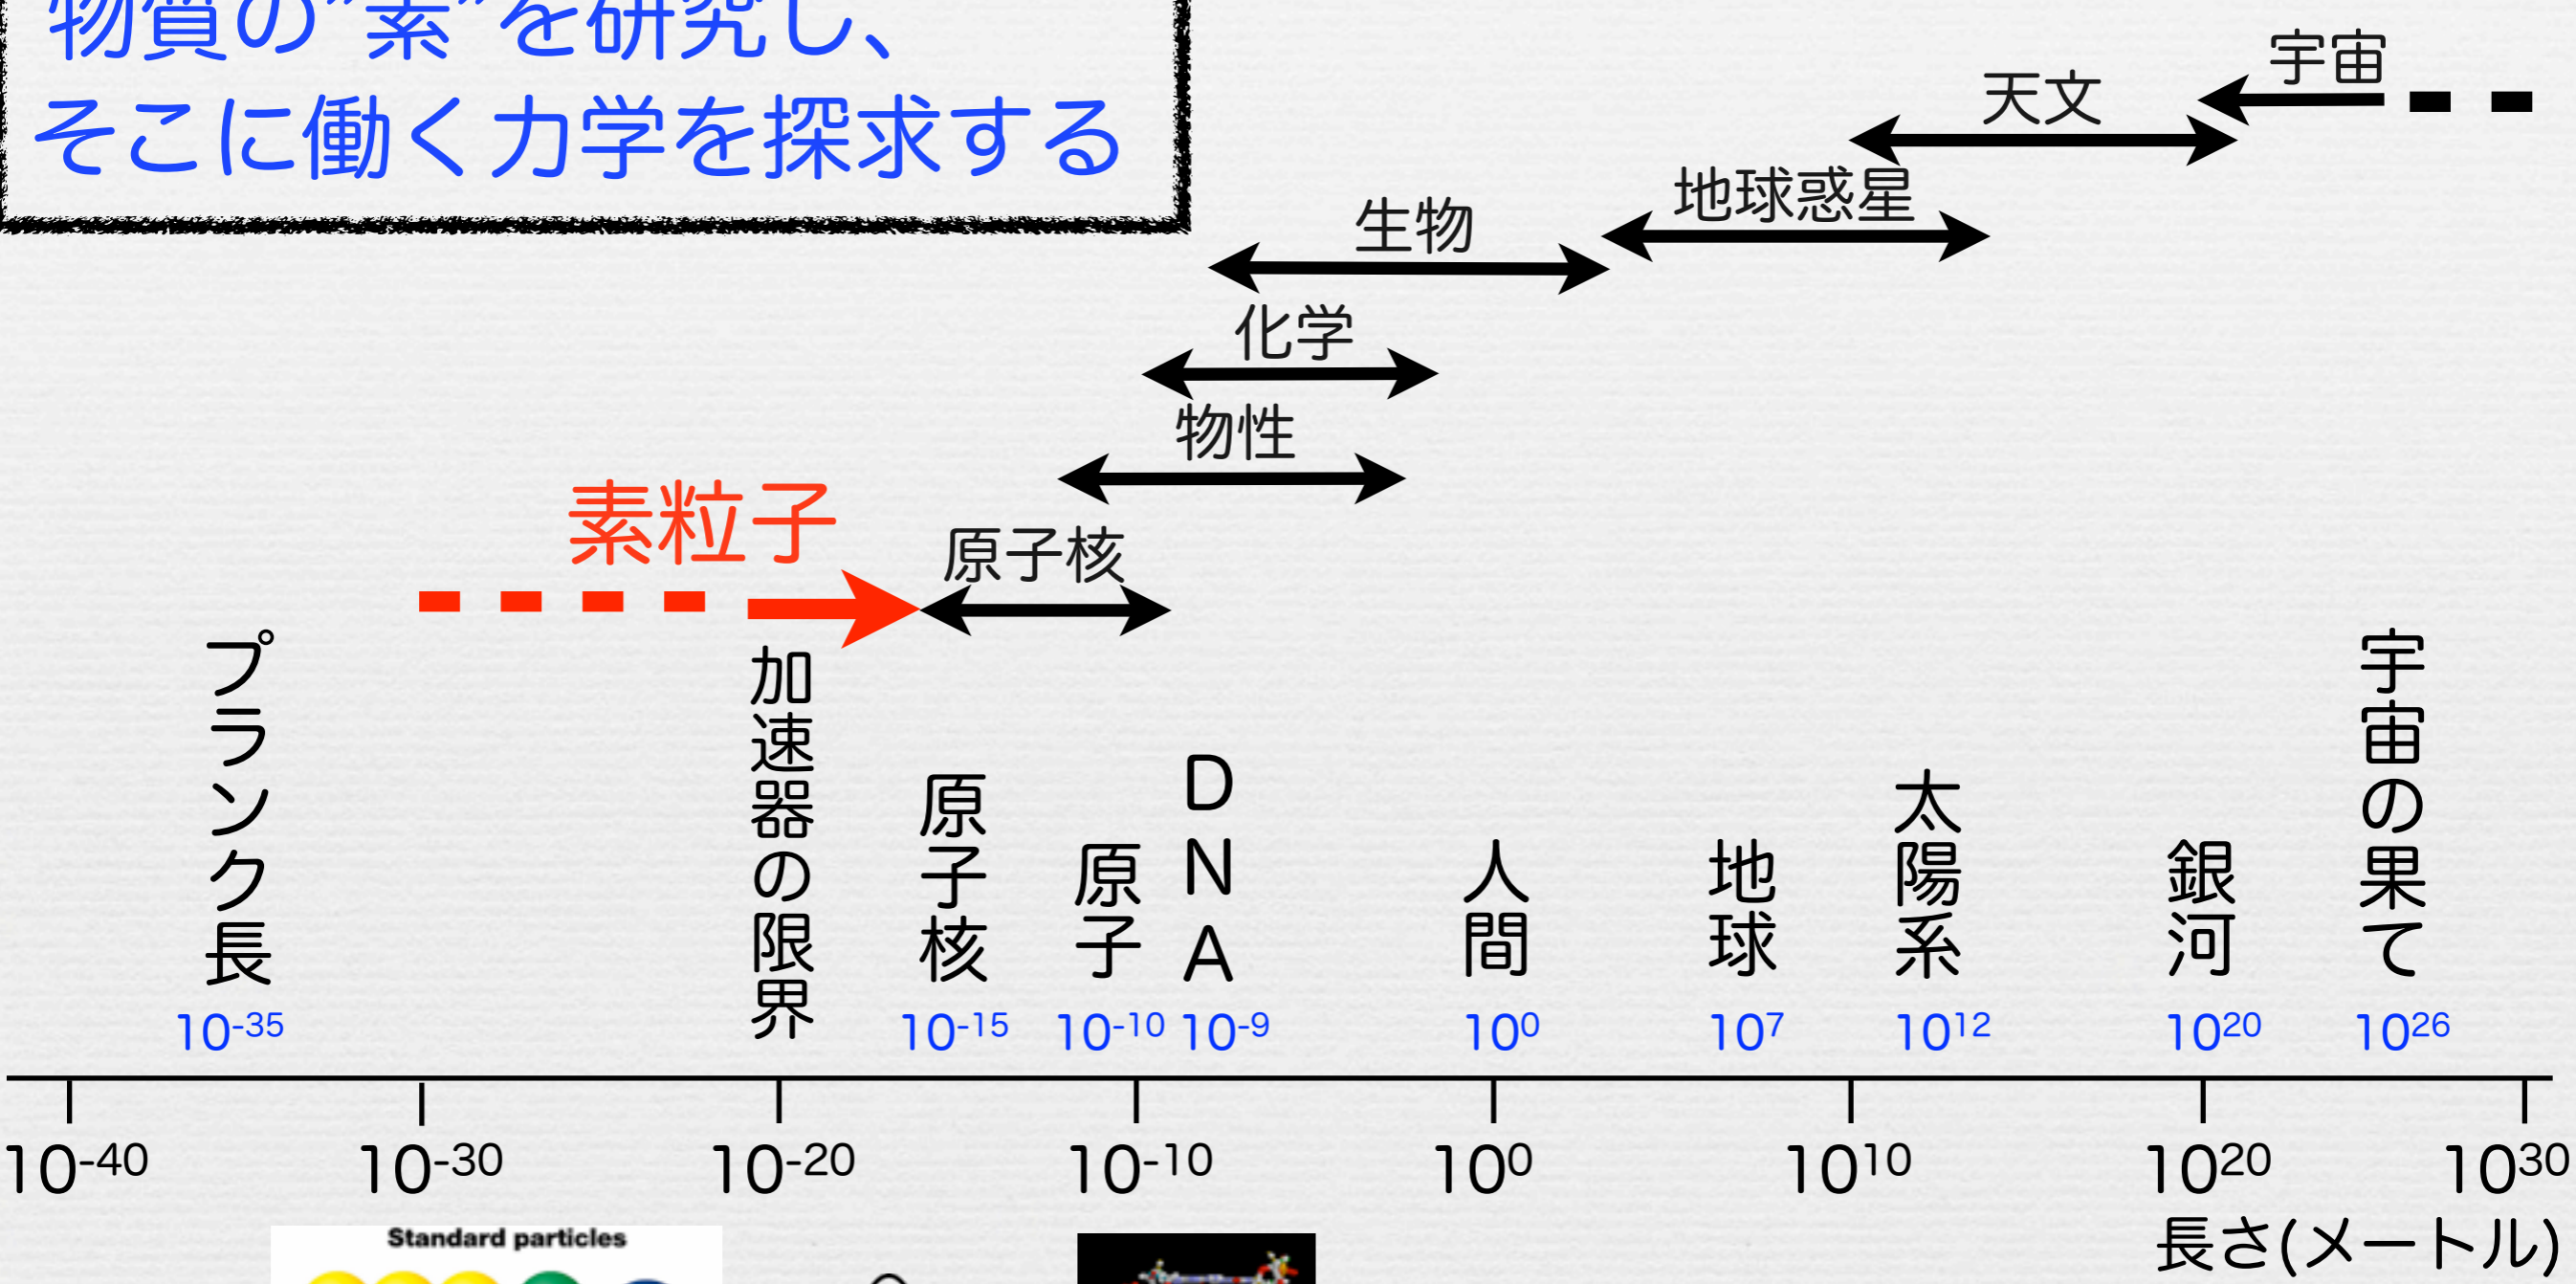 物質の”素”を研究し、
そこに働く力学を探求する
宇宙
天文
地球惑星
生物
化学
物性
素粒子
原子核
プランク長
加速器の限界
原子核
原子
DNA
人間
地球
太陽系
銀河
宇宙の果て
10-35
10-15
10-10
10-9
100
107
1012
1020
1026
10-40
10-30
10-20
10-10
100
1010
1020
1030
長さ(メートル)
Standard particles